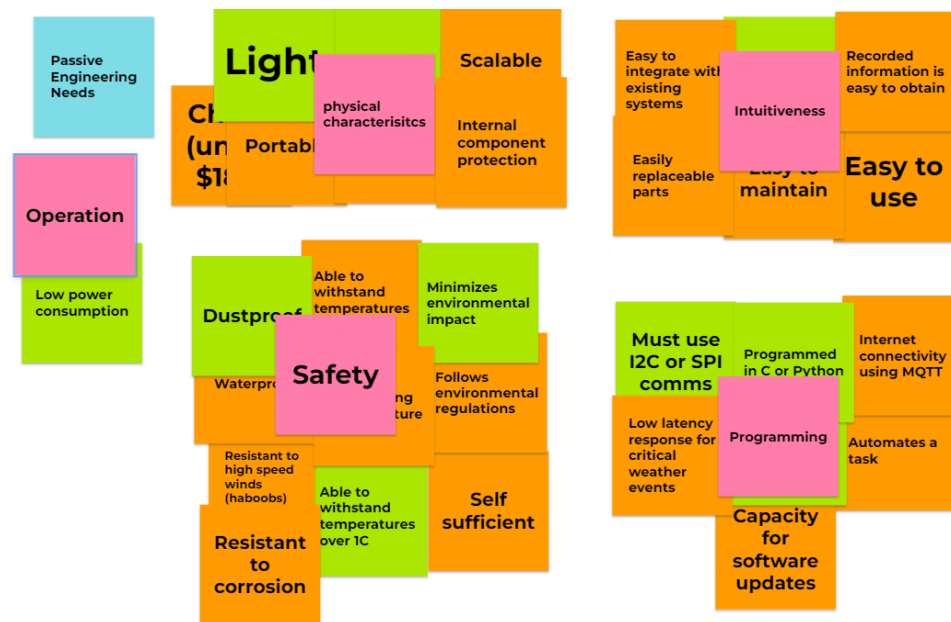 Passive
Engineering
Needs
Operation
Low power
consumption
Light
physical
characterisitcs
Scalable
Internal
component
protection
$18
Easy to
integrate with
existing
systems
Intuitiveness
Recorded
information is
easy to obtain
Easily
replaceable
parts
Easy to
maintain
Easy to
use
Dustproof
Able to
withstand
temperatures
Minimizes
environmental
impact
Safety
Follows
environmental
regulations
Resistant to
high speed
winds
(haboobs)
Able to
withstand
temperatures
over 1C
Self
sufficient
Resistant
to
corrosion
Must use
I2C or SPI
comms
Programmed
in C or Python
Internet
connectivity
using MQTT
Low latency
response for
critical
weather
events
Programming
Automates a
task
Capacity
for
software
updates